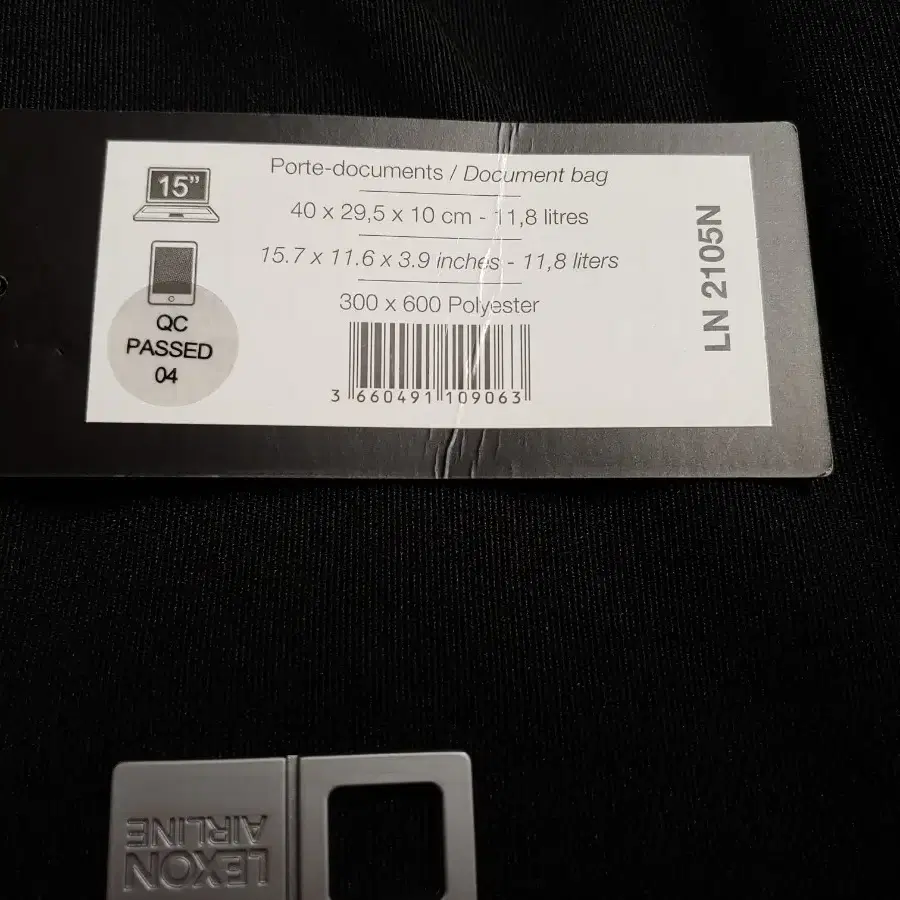 15”
Porte-documents / Document bag
40 x 29,5 x 10 cm - 11,8 litres
15.7 x 11.6 x 3.9 inches - 11,8 liters
300 x 600 Polyester
QC
PASSED
04
3 660491 109063
LN 2105N
LEXON
AIRLINE